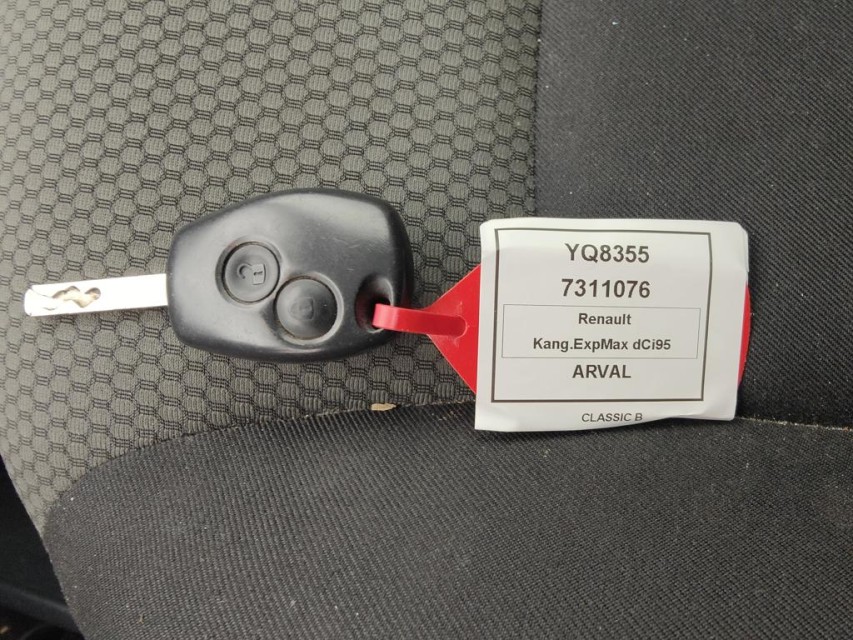 YQ8355
7311076
Renault
Kang.ExpMax dCi95
ARVAL
CLASSIC B